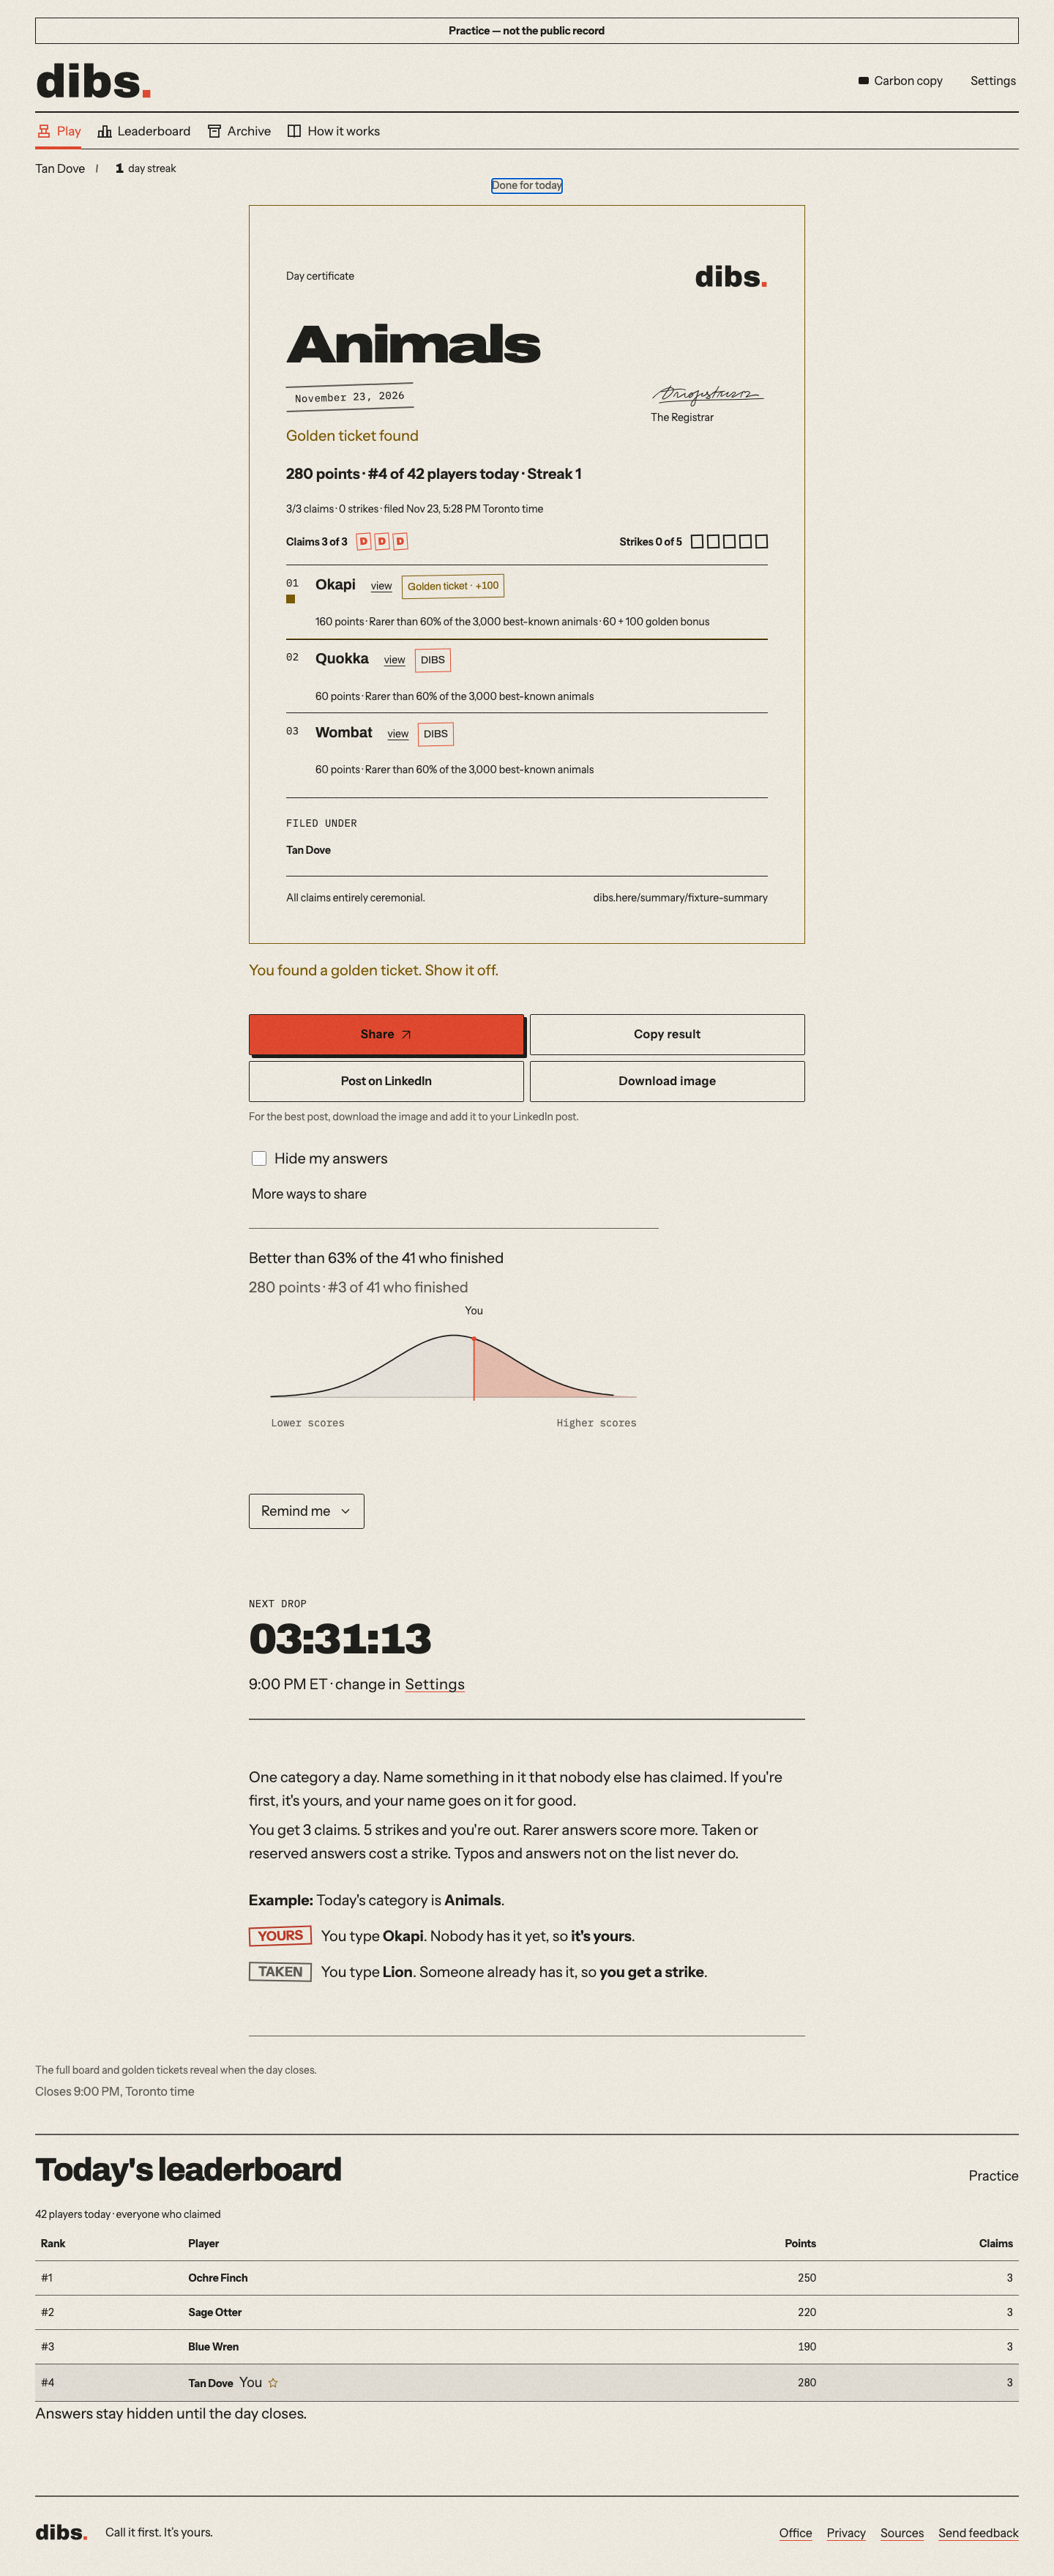 Practice — not the public record
dibs.
Carbon copy Settings
Play Leaderboard Archive How it works
Tan Dove / 1 day streak
Done for today
Day certificate dibs.
Animals
November 23, 2026
The Registrar
Golden ticket found
280 points · #4 of 42 players today · Streak 1
3/3 claims · 0 strikes · filed Nov 23, 5:28 PM Toronto time
Claims 3 of 3 D D D Strikes 0 of 5
01 Okapi view Golden ticket · +100
160 points · Rarer than 60% of the 3,000 best-known animals · 60 + 100 golden bonus
02 Quokka view DIBS
60 points · Rarer than 60% of the 3,000 best-known animals
03 Wombat view DIBS
60 points · Rarer than 60% of the 3,000 best-known animals
FILED UNDER
Tan Dove
All claims entirely ceremonial. dibs.here/summary/fixture-summary
You found a golden ticket. Show it off.
Share Copy result
Post on LinkedIn Download image
For the best post, download the image and add it to your LinkedIn post.
Hide my answers
More ways to share
Better than 63% of the 41 who finished
280 points · #3 of 41 who finished
You
Lower scores Higher scores
Remind me
NEXT DROP
03:31:13
9:00 PM ET · change in Settings
One category a day. Name something in it that nobody else has claimed. If you're
first, it's yours, and your name goes on it for good.
You get 3 claims. 5 strikes and you're out. Rarer answers score more. Taken or
reserved answers cost a strike. Typos and answers not on the list never do.
Example: Today's category is Animals.
YOURS You type Okapi. Nobody has it yet, so it's yours.
TAKEN You type Lion. Someone already has it, so you get a strike.
The full board and golden tickets reveal when the day closes.
Closes 9:00 PM, Toronto time
Today's leaderboard Practice
42 players today · everyone who claimed
Rank Player Points Claims
#1 Ochre Finch 250 3
#2 Sage Otter 220 3
#3 Blue Wren 190 3
#4 Tan Dove You 280 3
Answers stay hidden until the day closes.
dibs. Call it first. It's yours. Office Privacy Sources Send feedback